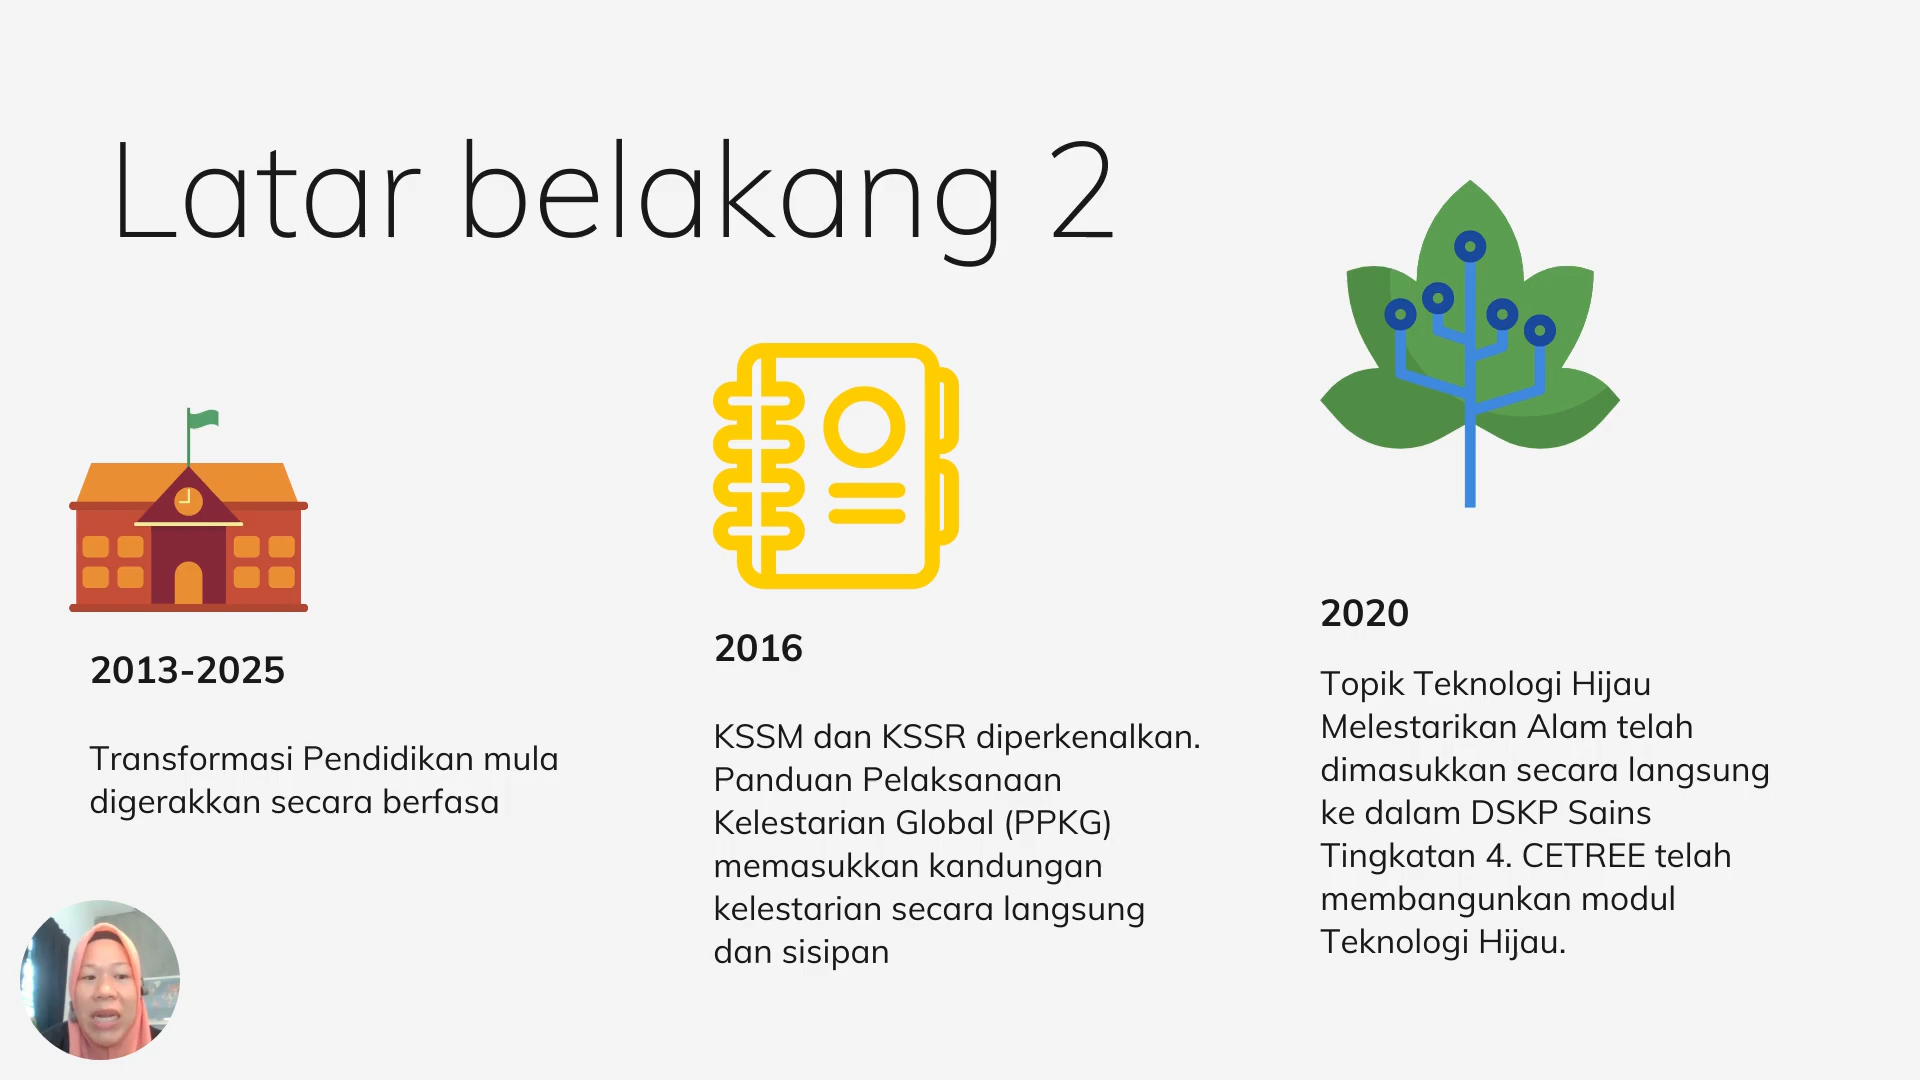 Latar belakang 2
2013-2025
Transformasi Pendidikan mula
digerakkan secara berfasa
2016
KSSM dan KSSR diperkenalkan.
Panduan Pelaksanaan
Kelestarian Global (PPKG)
memasukkan kandungan
kelestarian secara langsung
dan sisipan
2020
Topik Teknologi Hijau
Melestarikan Alam telah
dimasukkan secara langsung
ke dalam DSKP Sains
Tingkatan 4. CETREE telah
membangunkan modul
Teknologi Hijau.